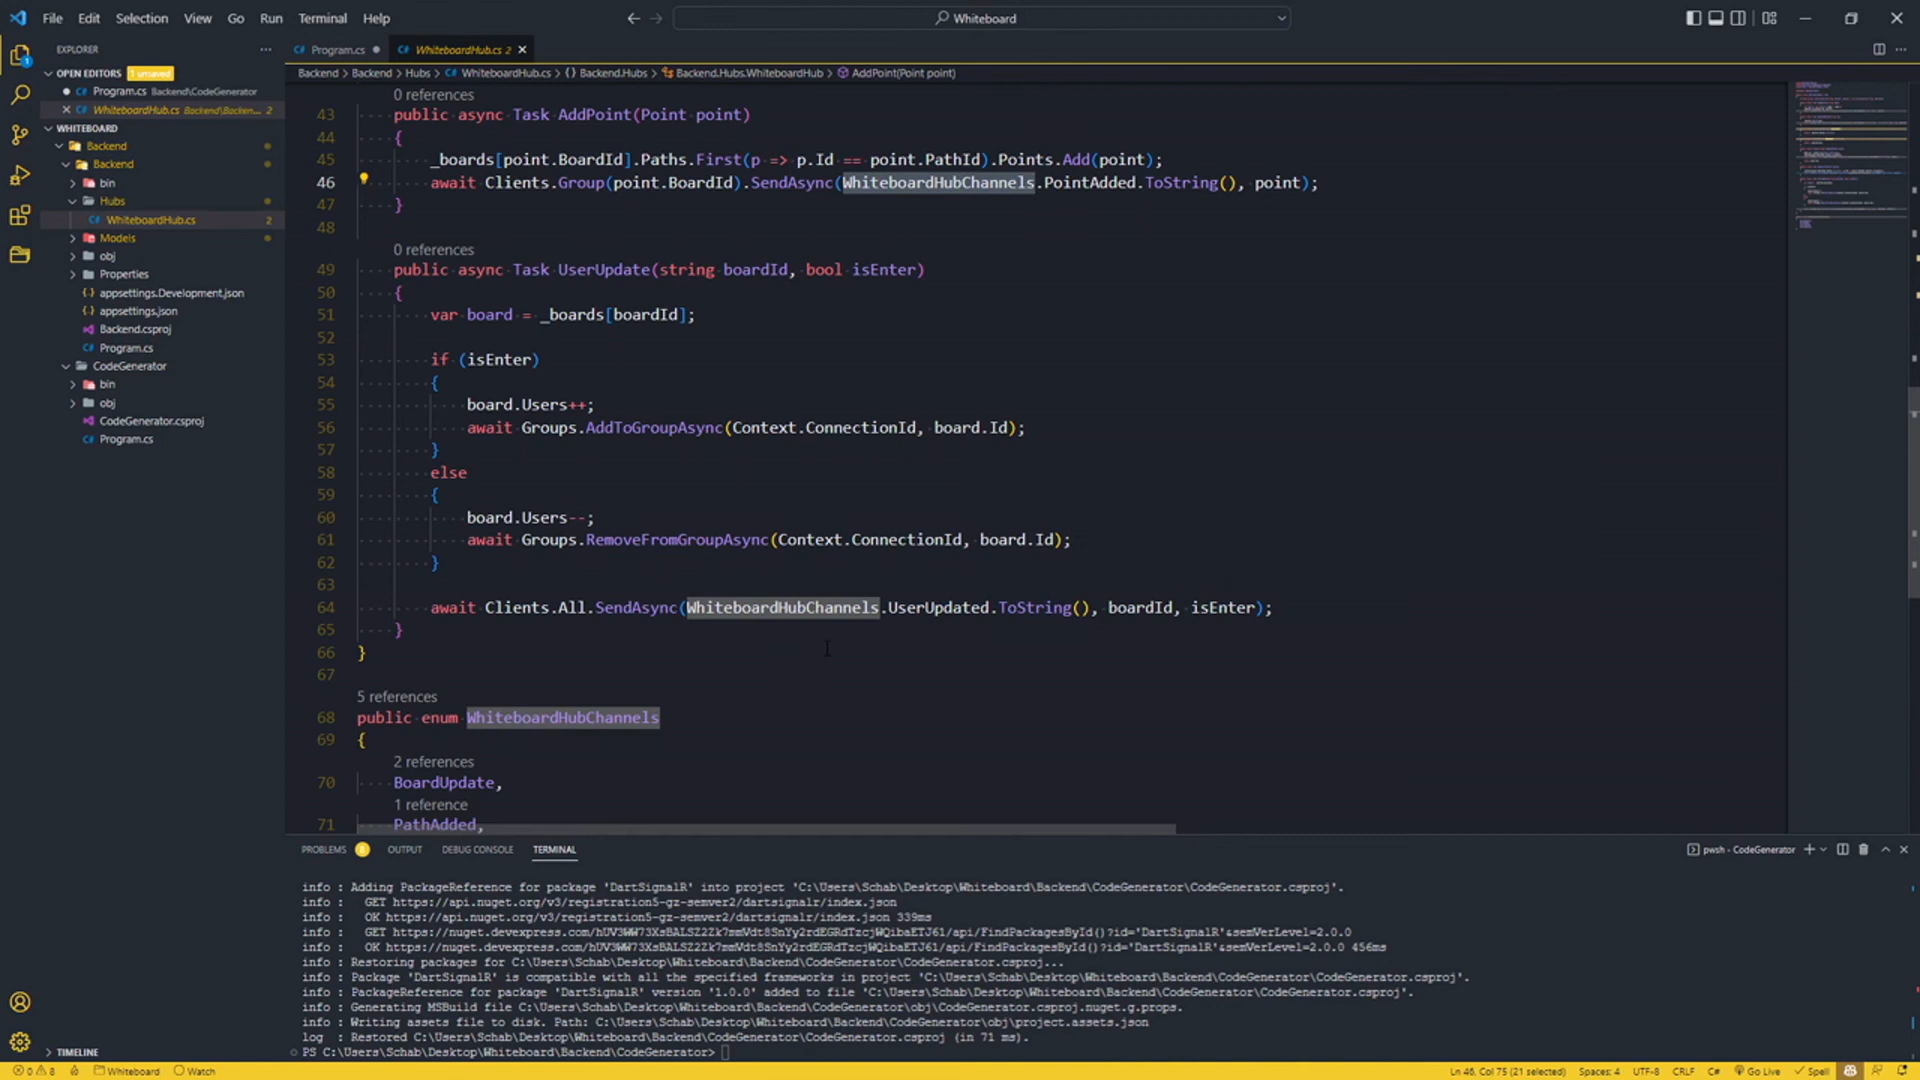 File Edit Selection View Go Run Terminal Help
Whiteboard
EXPLORER
Program.cs
WhiteboardHub.cs 2
OPEN EDITORS 1 unsaved
Backend > Backend > Hubs > WhiteboardHub.cs > {} Backend.Hubs > Backend.Hubs.WhiteboardHub > AddPoint(Point point)
Program.cs Backend\CodeGenerator
WhiteboardHub.cs Backend\Backen... 2
WHITEBOARD
Backend
Backend
bin
Hubs
WhiteboardHub.cs 2
Models
obj
Properties
appsettings.Development.json
appsettings.json
Backend.csproj
Program.cs
CodeGenerator
bin
obj
CodeGenerator.csproj
Program.cs
TIMELINE
0 references
43 public async Task AddPoint(Point point)
44 {
45 _boards[point.BoardId].Paths.First(p => p.Id == point.PathId).Points.Add(point);
46 await Clients.Group(point.BoardId).SendAsync(WhiteboardHubChannels.PointAdded.ToString(), point);
47 }
48
0 references
49 public async Task UserUpdate(string boardId, bool isEnter)
50 {
51 var board = _boards[boardId];
52
53 if (isEnter)
54 {
55 board.Users++;
56 await Groups.AddToGroupAsync(Context.ConnectionId, board.Id);
57 }
58 else
59 {
60 board.Users--;
61 await Groups.RemoveFromGroupAsync(Context.ConnectionId, board.Id);
62 }
63
64 await Clients.All.SendAsync(WhiteboardHubChannels.UserUpdated.ToString(), boardId, isEnter);
65 }
66 }
67
5 references
68 public enum WhiteboardHubChannels
69 {
2 references
70 BoardUpdate,
1 reference
71 PathAdded,
PROBLEMS 8 OUTPUT DEBUG CONSOLE TERMINAL
pwsh - CodeGenerator
info : Adding PackageReference for package 'DartSignalR' into project 'C:\Users\Schab\Desktop\Whiteboard\Backend\CodeGenerator\CodeGenerator.csproj'.
info : GET https://api.nuget.org/v3/registration5-gz-semver2/dartsignalr/index.json
info : OK https://api.nuget.org/v3/registration5-gz-semver2/dartsignalr/index.json 339ms
info : GET
info : OK
info : Restoring packages for C:\Users\Schab\Desktop\Whiteboard\Backend\CodeGenerator\CodeGenerator.csproj...
info : Package 'DartSignalR' is compatible with all the specified frameworks in project 'C:\Users\Schab\Desktop\Whiteboard\Backend\CodeGenerator\CodeGenerator.csproj'.
info : PackageReference for package 'DartSignalR' version '1.0.0' added to file 'C:\Users\Schab\Desktop\Whiteboard\Backend\CodeGenerator\CodeGenerator.csproj'.
info : Generating MSBuild file C:\Users\Schab\Desktop\Whiteboard\Backend\CodeGenerator\obj\CodeGenerator.csproj.nuget.g.props.
info : Writing assets file to disk. Path: C:\Users\Schab\Desktop\Whiteboard\Backend\CodeGenerator\obj\project.assets.json
log : Restored C:\Users\Schab\Desktop\Whiteboard\Backend\CodeGenerator\CodeGenerator.csproj (in 71 ms).
PS C:\Users\Schab\Desktop\Whiteboard\Backend\CodeGenerator>
0 8 Whiteboard Watch Ln 46, Col 75 (21 selected) Spaces: 4 UTF-8 CRLF C# Go Live Spell